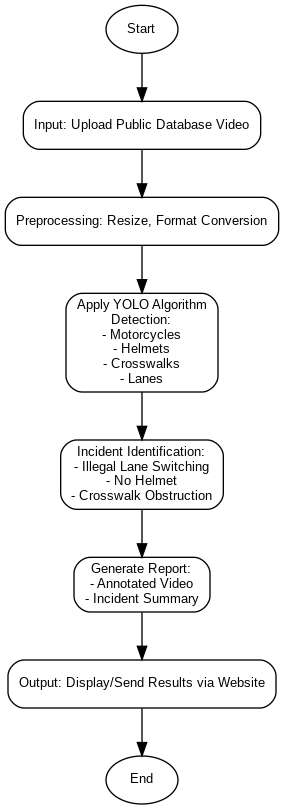 Start
Input: Upload Public Database Video
Preprocessing: Resize, Format Conversion
Apply YOLO Algorithm
Detection:
- Motorcycles
- Helmets
- Crosswalks
- Lanes
Incident Identification:
- Illegal Lane Switching
- No Helmet
- Crosswalk Obstruction
Generate Report:
- Annotated Video
- Incident Summary
Output: Display/Send Results via Website
End